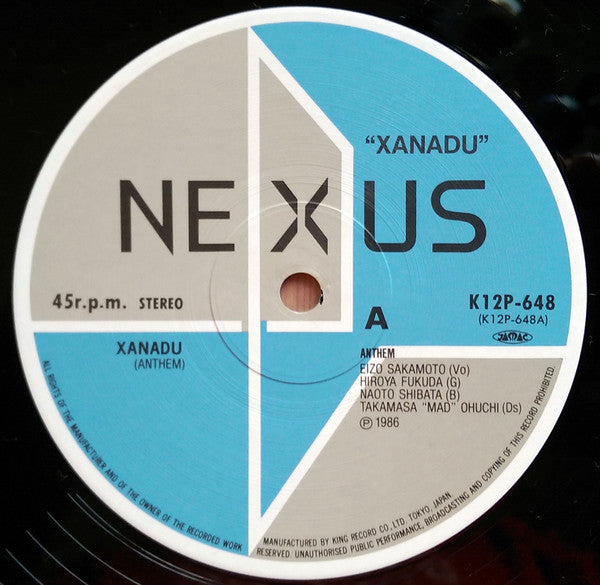 “XANADU”
NEXUS
45r.p.m. STEREO
K12P-648
(K12P-648A)
A
JASRAC
XANADU
(ANTHEM)
ANTHEM
EIZO SAKAMOTO (Vo)
HIROYA FUKUDA (G)
NAOTO SHIBATA (B)
TAKAMASA “MAD” OHUCHI (Ds)
Ⓟ 1986
ALL RIGHTS OF THE MANUFACTURER AND OF THE OWNER OF THE RECORDED WORK
RESERVED. UNAUTHORISED PUBLIC PERFORMANCE, BROADCASTING AND COPYING OF THIS RECORD PROHIBITED.
MANUFACTURED BY KING RECORD CO., LTD. TOKYO, JAPAN